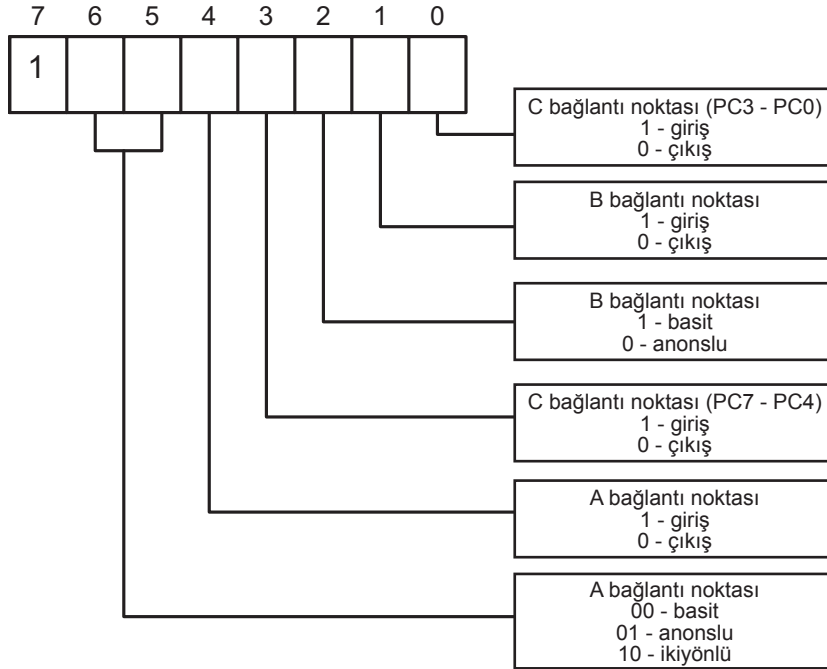 7 6 5 4 3 2 1 0
1
C bağlantı noktası (PC3 - PC0)
1 - giriş
0 - çıkış
B bağlantı noktası
1 - giriş
0 - çıkış
B bağlantı noktası
1 - basit
0 - anonslu
C bağlantı noktası (PC7 - PC4)
1 - giriş
0 - çıkış
A bağlantı noktası
1 - giriş
0 - çıkış
A bağlantı noktası
00 - basit
01 - anonslu
10 - ikiyönlü